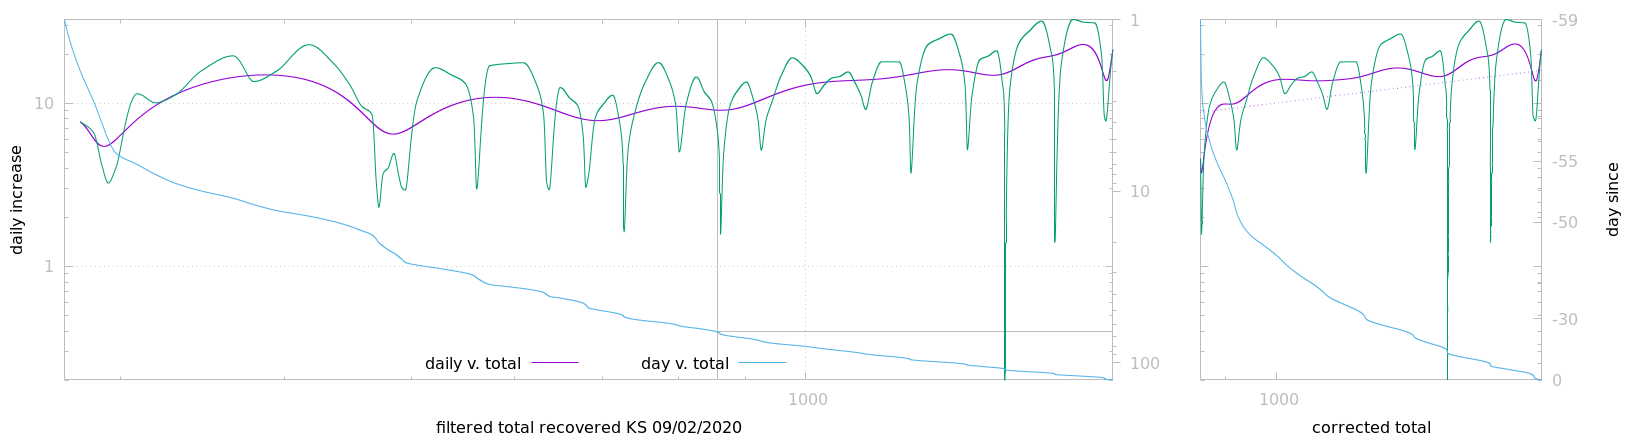 daily increase
10
1
daily v. total
day v. total
1
10
100
1000
filtered total recovered KS 09/02/2020
-59
-55
-50
-30
0
day since
1000
corrected total